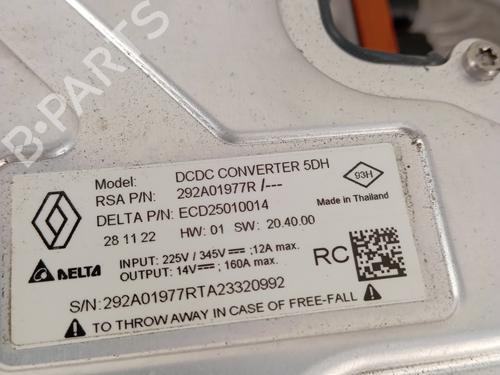 B-PARTS
Model: DCDC CONVERTER 5DH
RSA P/N: 292A01977R /---
DELTA P/N: ECD25010014
28 11 22 HW: 01 SW: 20.40.00
93H
Made in Thailand
INPUT: 225V / 345V ⎓ ;12A max.
OUTPUT: 14V⎓ ; 160A max.
DELTA
RC
S/N:292A01977RTA23320992
TO THROW AWAY IN CASE OF FREE-FALL